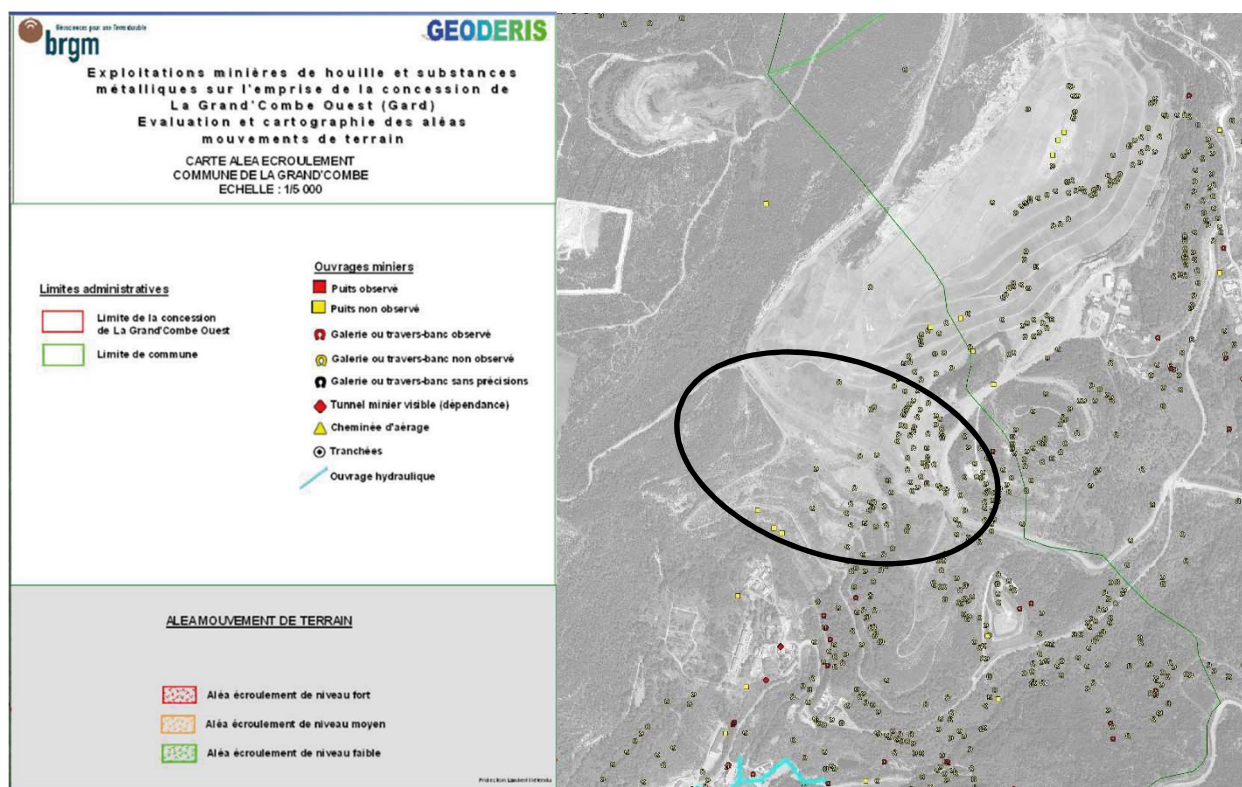 Géosciences pour une Terre durable
brgm
GEODERIS
Exploitations minières de houille et substances
métalliques sur l'emprise de la concession de
La Grand'Combe Ouest (Gard)
Evaluation et cartographie des aléas
mouvements de terrain
CARTE ALEA ECROULEMENT
COMMUNE DE LA GRAND'COMBE
ECHELLE : 1/5 000
Limites administratives
Limite de la concession
de La Grand'Combe Ouest
Limite de commune
Ouvrages miniers
Puits observé
Puits non observé
Galerie ou travers-banc observé
Galerie ou travers-banc non observé
Galerie ou travers-banc sans précisions
Tunnel minier visible (dépendance)
Cheminée d'aérage
Tranchées
Ouvrage hydraulique
ALEA MOUVEMENT DE TERRAIN
Aléa écroulement de niveau fort
Aléa écroulement de niveau moyen
Aléa écroulement de niveau faible